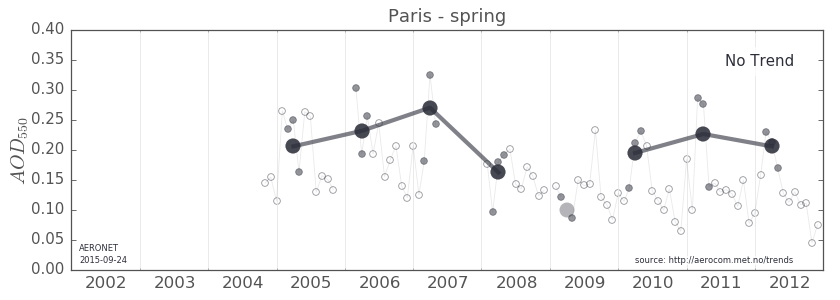 Paris - spring
0.40
0.35
0.30
0.25
0.20
0.15
0.10
0.05
0.00
AOD550
No Trend
AERONET
2015-09-24
source: http://aerocom.met.no/trends
2002 2003 2004 2005 2006 2007 2008 2009 2010 2011 2012